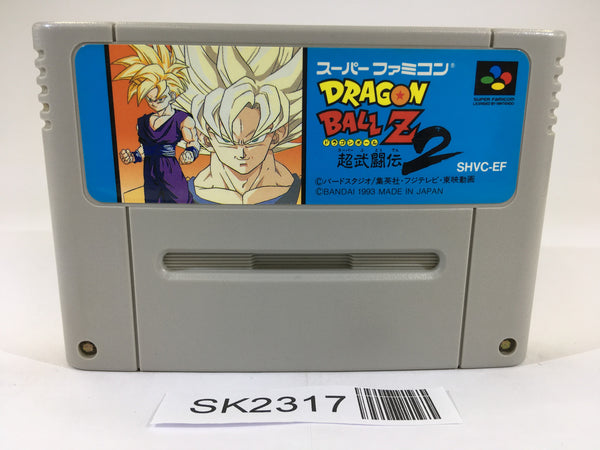 スーパーファミコン®
DRAGON
BALL Z
ドラゴンボール
超武闘伝2
SUPER FAMICOM
LICENSED BY NINTENDO
SHVC-EF
©バードスタジオ/集英社・フジテレビ・東映動画
©BANDAI 1993 MADE IN JAPAN
SK2317